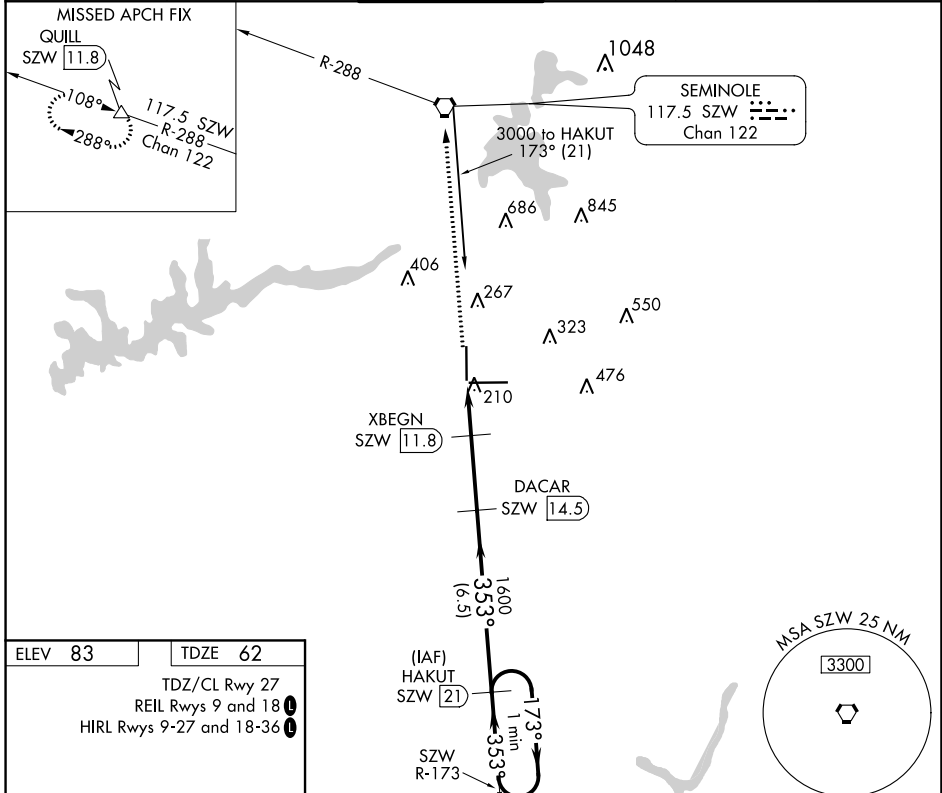 MISSED APCH FIX
QUILL
SZW 11.8
108°
288°
117.5 SZW
R-288
Chan 122
R-288
1048
SEMINOLE
117.5 SZW
Chan 122
3000 to HAKUT
173° (21)
686
845
406
267
550
323
476
210
XBEGN
SZW 11.8
DACAR
SZW 14.5
1600
353°
(6.5)
(IAF)
HAKUT
SZW 21
173°
1 min
353°
SZW
R-173
MSA SZW 25 NM
3300
ELEV 83
TDZE 62
TDZ/CL Rwy 27
REIL Rwys 9 and 18 L
HIRL Rwys 9-27 and 18-36 L